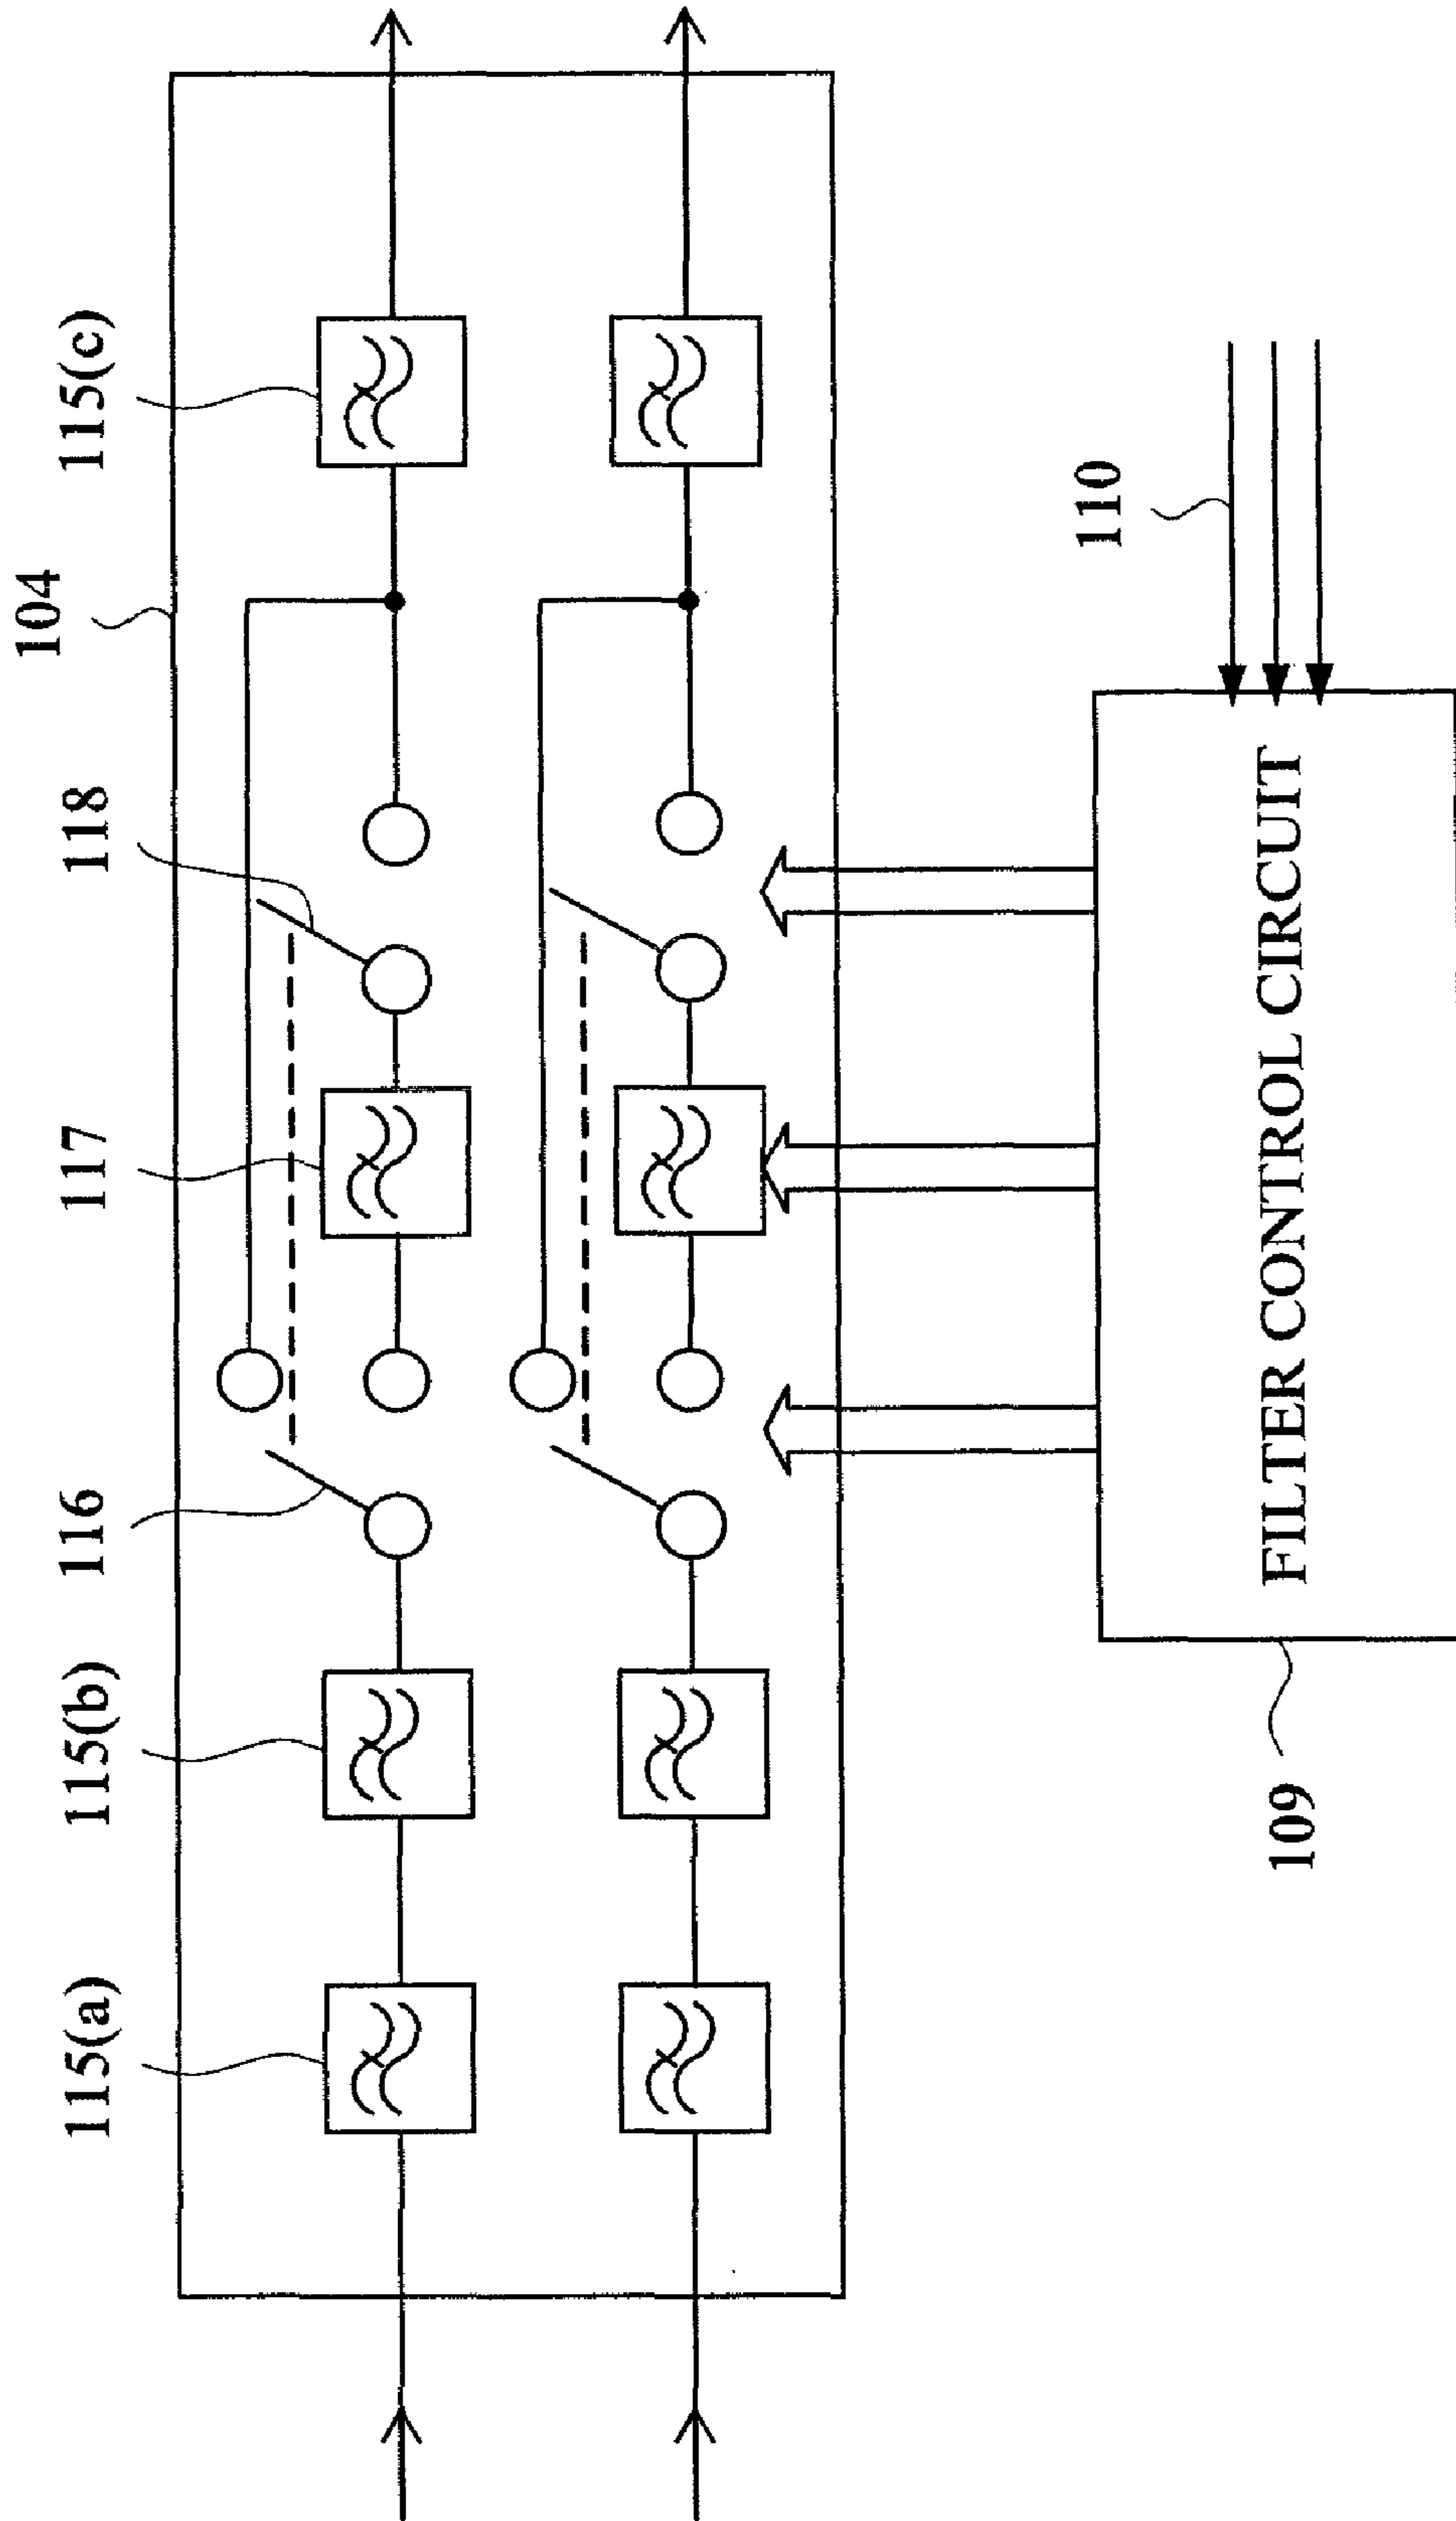 104
115(a)
115(b)
116
117
118
115(c)
110
FILTER CONTROL CIRCUIT
109